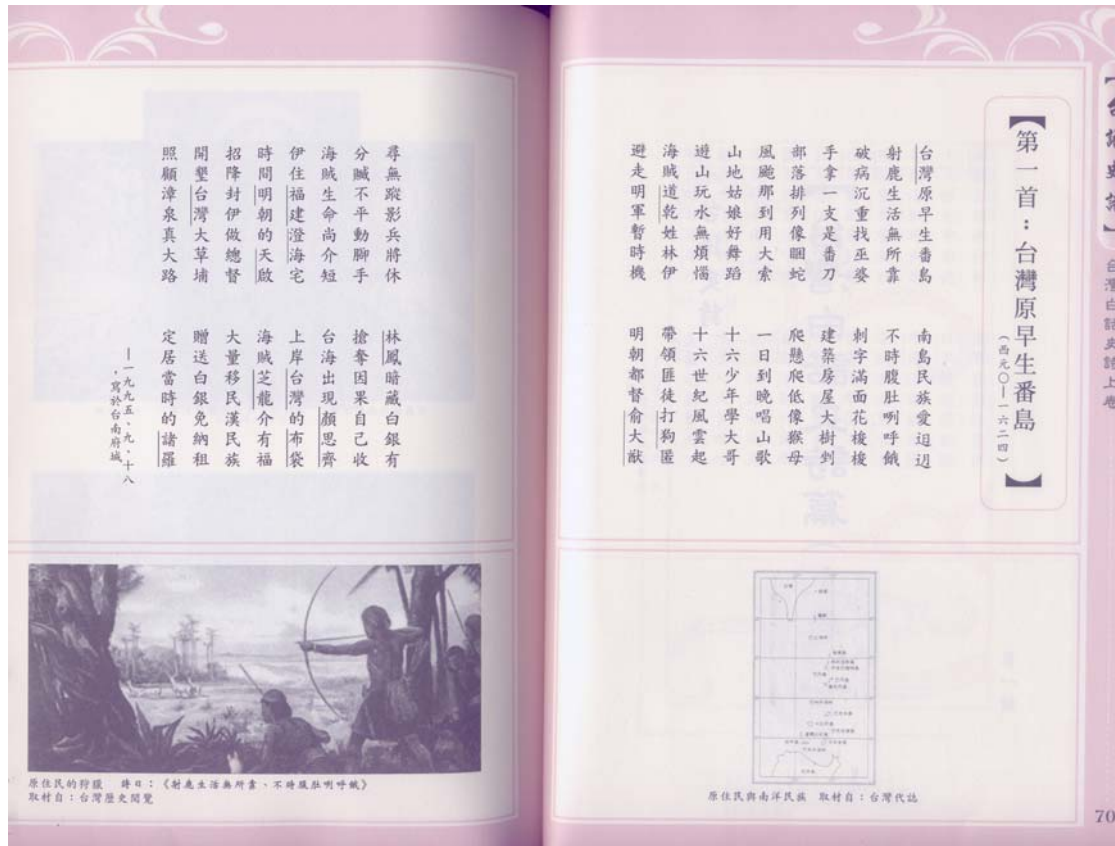 【台灣史
台灣白話史詩上卷
【第一首：台灣原早生番島】
（西元０－一六二四）
台灣原早生番島　南島民族愛𨑨迌
射鹿生活無所靠　不時腹肚咧呼餓
破病沉重找巫婆　刺字滿面花梭梭
手拿一支是番刀　建築房屋大樹剉
部落排列像睏蛇　爬懸爬低像猴母
風颱那到用大索　一日到晚唱山歌
山地姑娘好舞蹈　十六少年學大哥
遊山玩水無煩惱　十六世紀風雲起
海賊道乾姓林伊　帶領匪徒打狗匿
避走明軍暫時機　明朝都督俞大猷
原住民與南洋民族　取材自：台灣代誌
70
尋無蹤影兵將休　林鳳暗藏白銀有
分贓不平動聊手　搶奪因果自己收
海賊生命尚介短　台海出現顏思齊
伊住福建澄海宅　上岸台灣的布袋
時間明朝的天啟　海賊芝龍介有福
招降封伊做總督　大量移民漢民族
開墾台灣大草埔　贈送白銀免納租
照顧漳泉真大路　定居當時的諸羅
—一九九五、九、十八
，寫於台南府城
原住民的狩獵　詩曰：《射鹿生活無所靠、不時腹肚咧呼餓》
取材自：台灣歷史閱覽